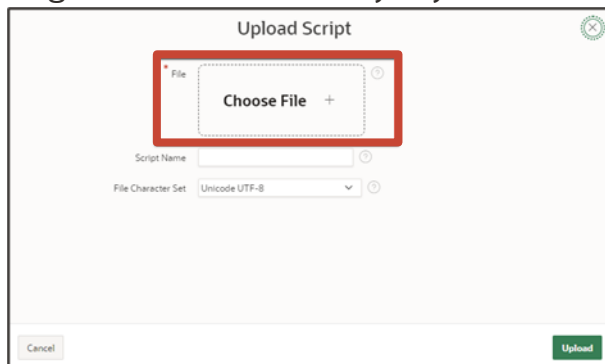 Upload Script
* File
Choose File +
Script Name
File Character Set Unicode UTF-8
Cancel
Upload